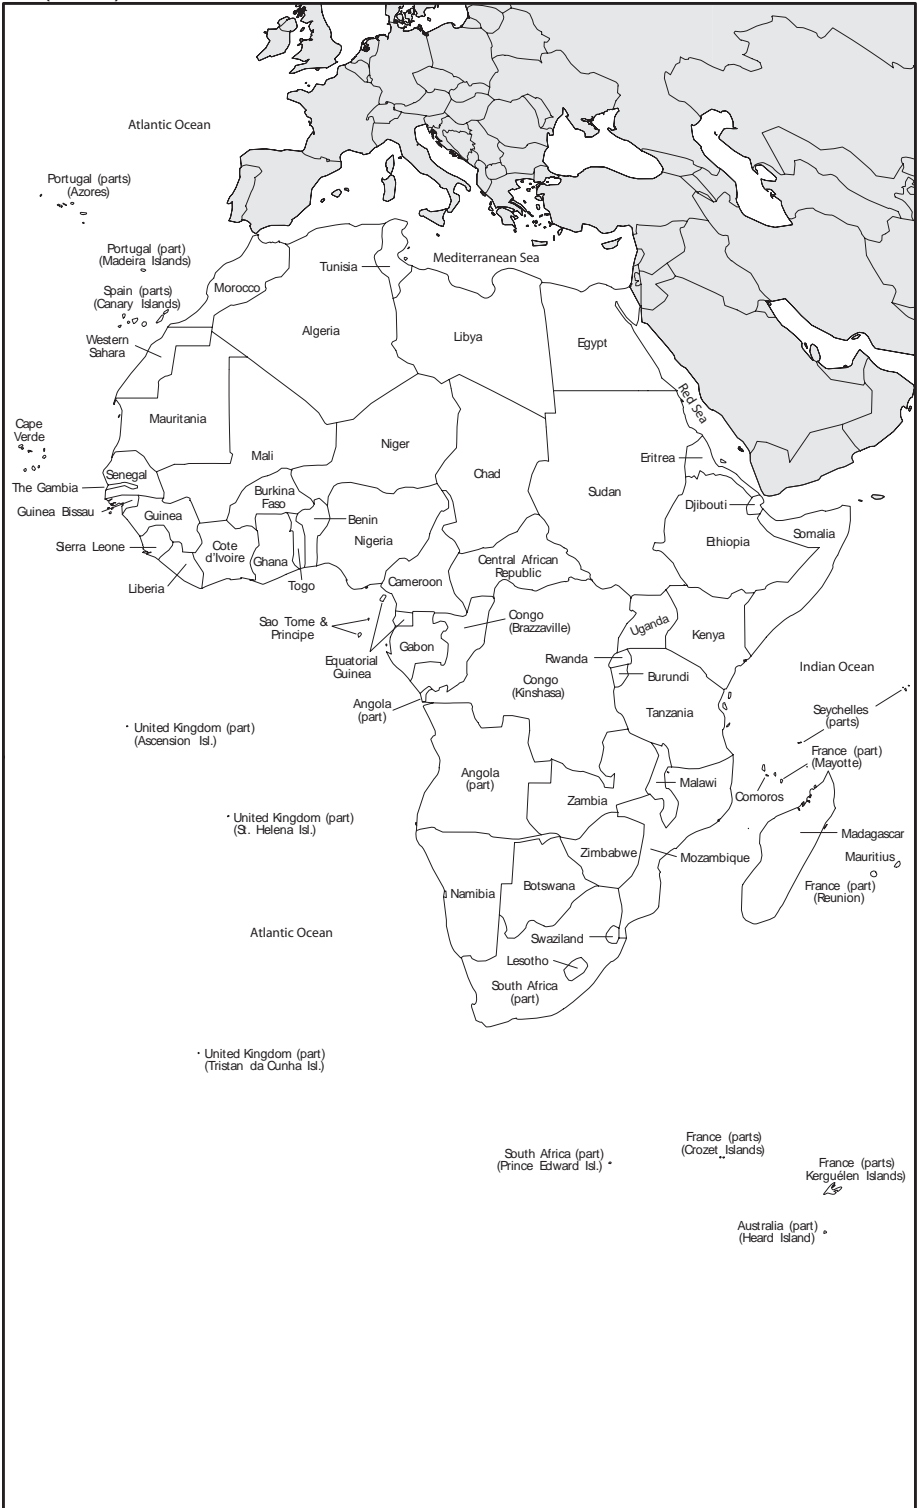 Atlantic Ocean
Portugal (parts)
(Azores)
Portugal (part)
(Madeira Islands)
Spain (parts)
(Canary Islands)
Mediterranean Sea
Tunisia
Morocco
Algeria
Libya
Egypt
Western
Sahara
Red Sea
Cape
Verde
Mauritania
Mali
Niger
Chad
Sudan
Eritrea
Senegal
The Gambia
Guinea Bissau
Guinea
Burkina
Faso
Benin
Nigeria
Djibouti
Ethiopia
Somalia
Sierra Leone
Cote
d'Ivoire
Ghana
Liberia
Togo
Cameroon
Central African
Republic
Sao Tome &
Principe
Equatorial
Guinea
Gabon
Congo
(Brazzaville)
Uganda
Kenya
Rwanda
Burundi
Congo
(Kinshasa)
Indian Ocean
Angola
(part)
Tanzania
Seychelles
(parts)
United Kingdom (part)
(Ascension Isl.)
France (part)
(Mayotte)
Angola
(part)
Malawi
Comoros
Zambia
United Kingdom (part)
(St. Helena Isl.)
Madagascar
Zimbabwe
Mozambique
Mauritius
France (part)
(Reunion)
Namibia
Botswana
Atlantic Ocean
Swaziland
Lesotho
South Africa
(part)
United Kingdom (part)
(Tristan da Cunha Isl.)
South Africa (part)
(Prince Edward Isl.)
France (parts)
(Crozet Islands)
France (parts)
Kerguélen Islands)
Australia (part)
(Heard Island)